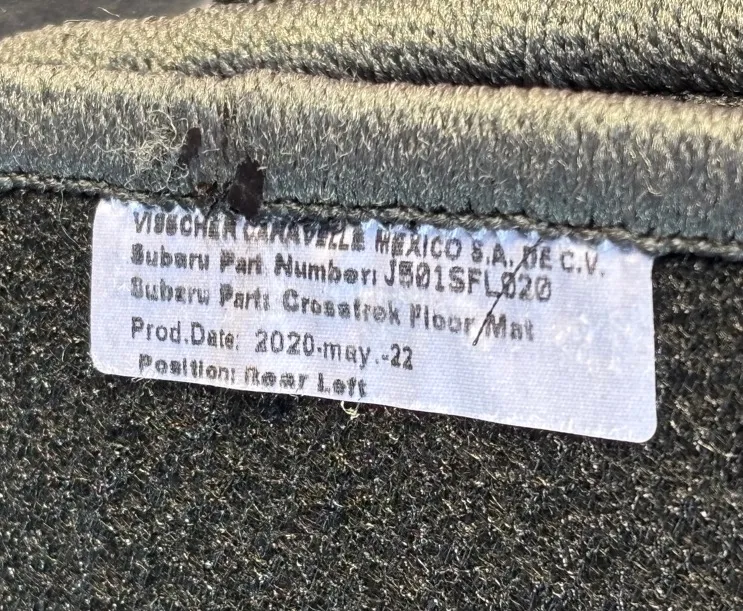 VISSCHER CARAVELLE MEXICO S.A. DE C.V.
Subaru Part Number: J501SFL020
Subaru Part: Crosstrek Floor Mat
Prod.Date: 2020-may.-22
Position: Rear Left